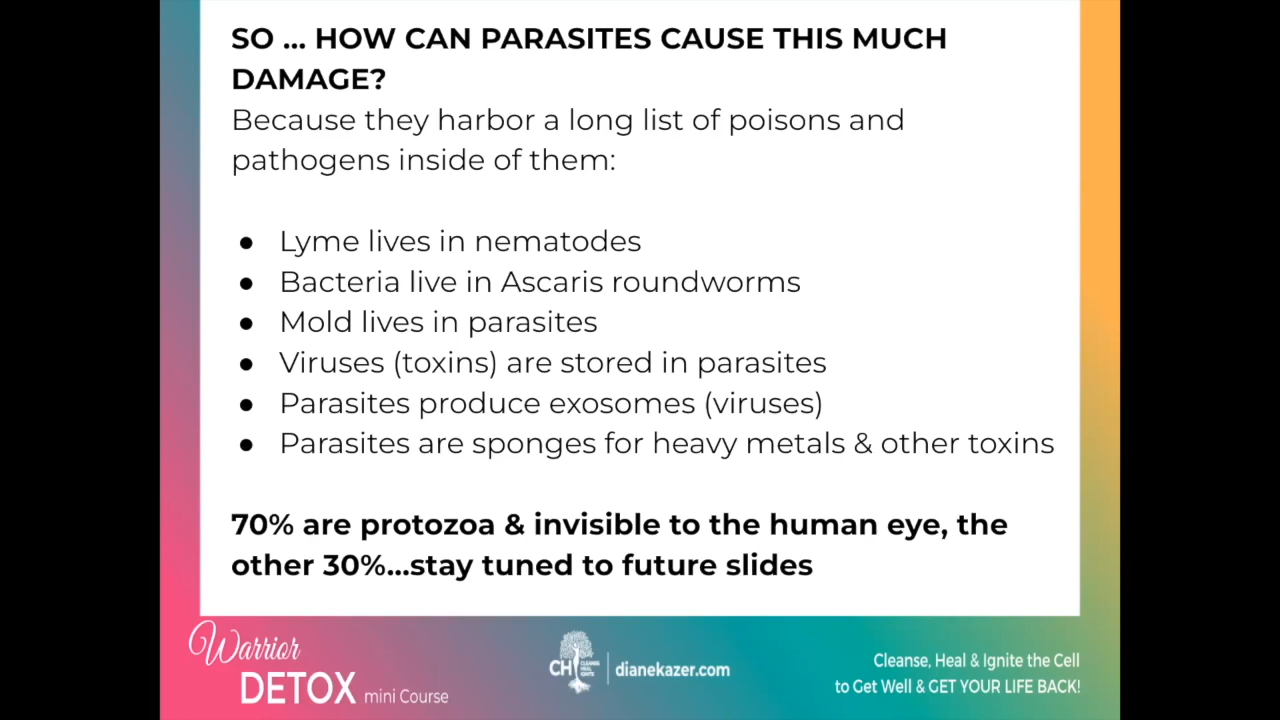 SO ... HOW CAN PARASITES CAUSE THIS MUCH
DAMAGE?
Because they harbor a long list of poisons and
pathogens inside of them:
● Lyme lives in nematodes
● Bacteria live in Ascaris roundworms
● Mold lives in parasites
● Viruses (toxins) are stored in parasites
● Parasites produce exosomes (viruses)
● Parasites are sponges for heavy metals & other toxins
70% are protozoa & invisible to the human eye, the
other 30%...stay tuned to future slides
Warrior
DETOX mini Course
CHI CLEANSE
HEAL
IGNITE
dianekazer.com
Cleanse, Heal & Ignite the Cell
to Get Well & GET YOUR LIFE BACK!